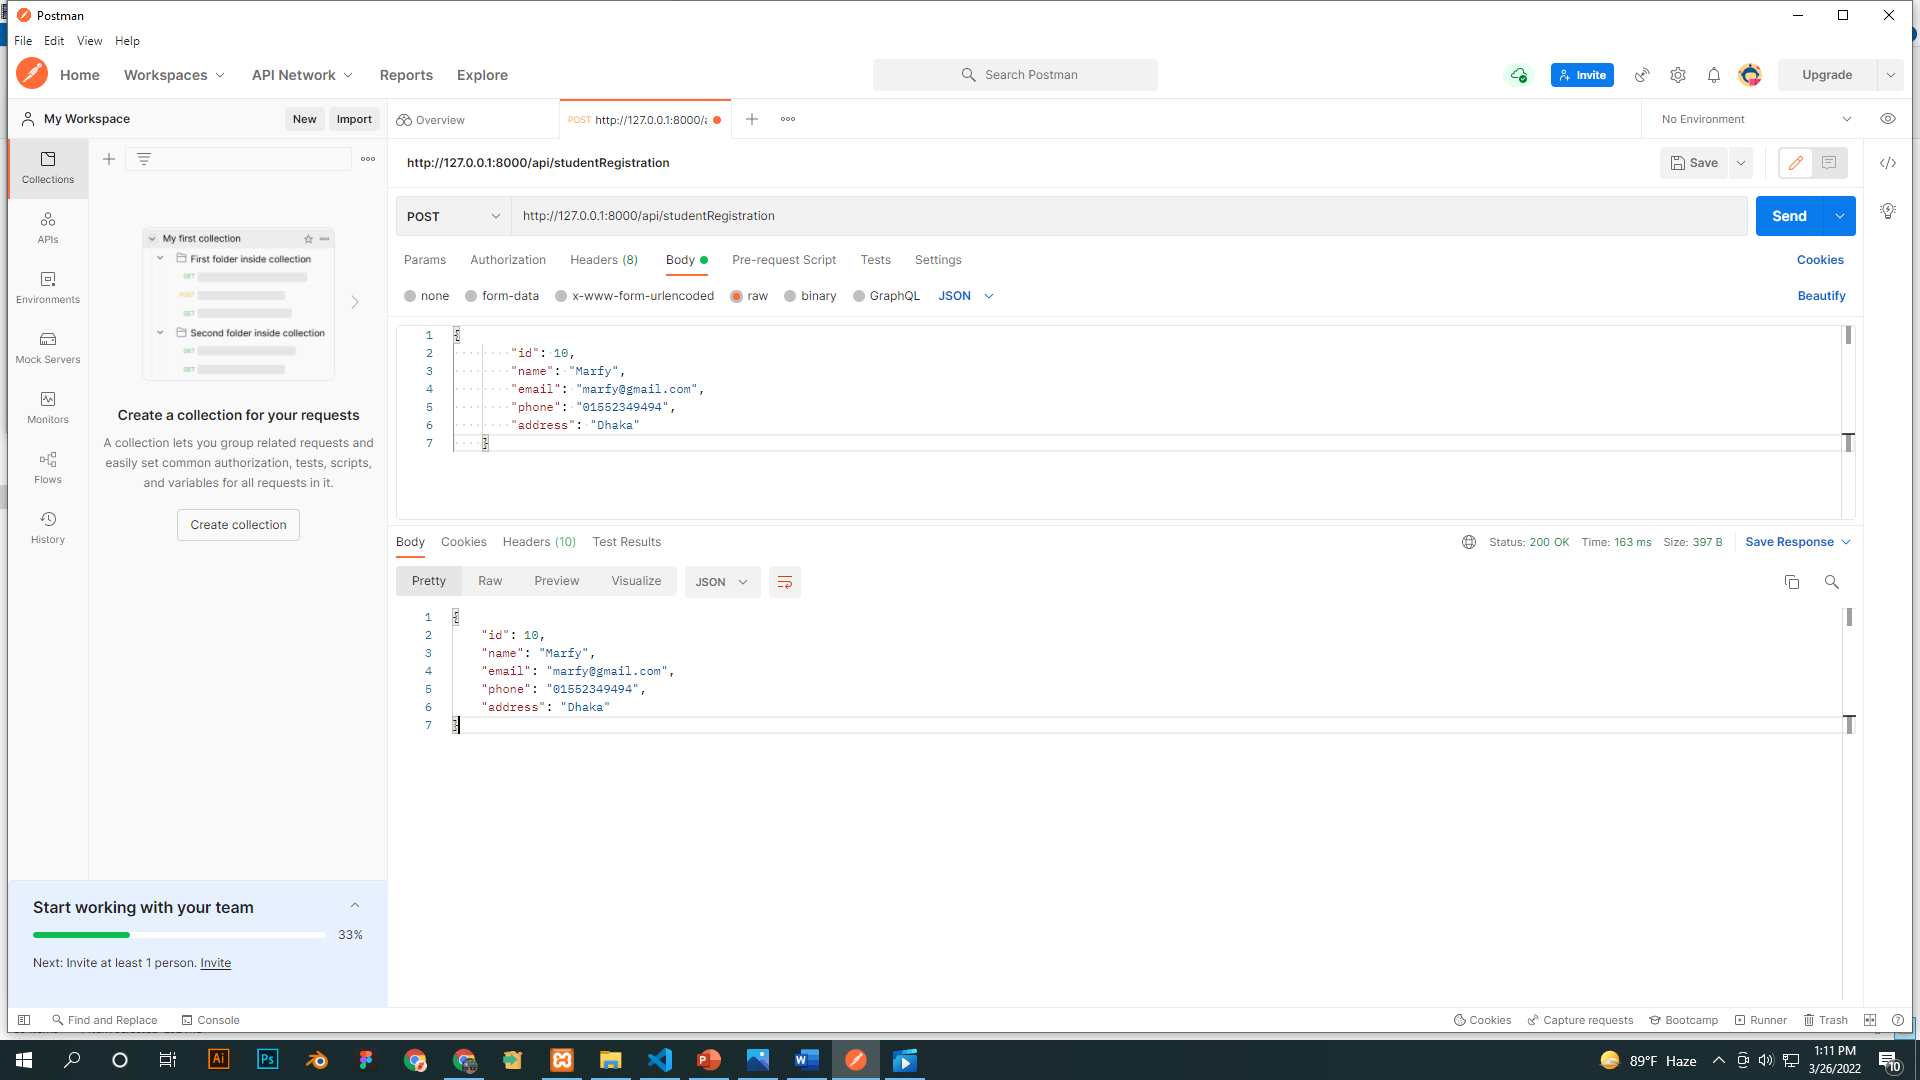 Postman
File Edit View Help
Home Workspaces API Network Reports Explore
Search Postman
Invite
Upgrade
My Workspace
New Import
Overview
POST http://127.0.0.1:8000/a
No Environment
Collections
APIs
Environments
Mock Servers
Monitors
Flows
History
My first collection
First folder inside collection
GET
POST
GET
Second folder inside collection
GET
GET
Create a collection for your requests
A collection lets you group related requests and
easily set common authorization, tests, scripts,
and variables for all requests in it.
Create collection
Start working with your team
33%
Next: Invite at least 1 person. Invite
http://127.0.0.1:8000/api/studentRegistration
Save
POST http://127.0.0.1:8000/api/studentRegistration
Send
Params Authorization Headers (8) Body Pre-request Script Tests Settings Cookies
none form-data x-www-form-urlencoded raw binary GraphQL JSON Beautify
1 {
2 "id": 10,
3 "name": "Marfy",
4 "email": "marfy@gmail.com",
5 "phone": "01552349494",
6 "address": "Dhaka"
7 }
Body Cookies Headers (10) Test Results Status: 200 OK Time: 163 ms Size: 397 B Save Response
Pretty Raw Preview Visualize JSON
1 {
2 "id": 10,
3 "name": "Marfy",
4 "email": "marfy@gmail.com",
5 "phone": "01552349494",
6 "address": "Dhaka"
7 }
Find and Replace Console
Cookies Capture requests Bootcamp Runner Trash
Ai
Ps
89°F Haze
1:11 PM
3/26/2022
10